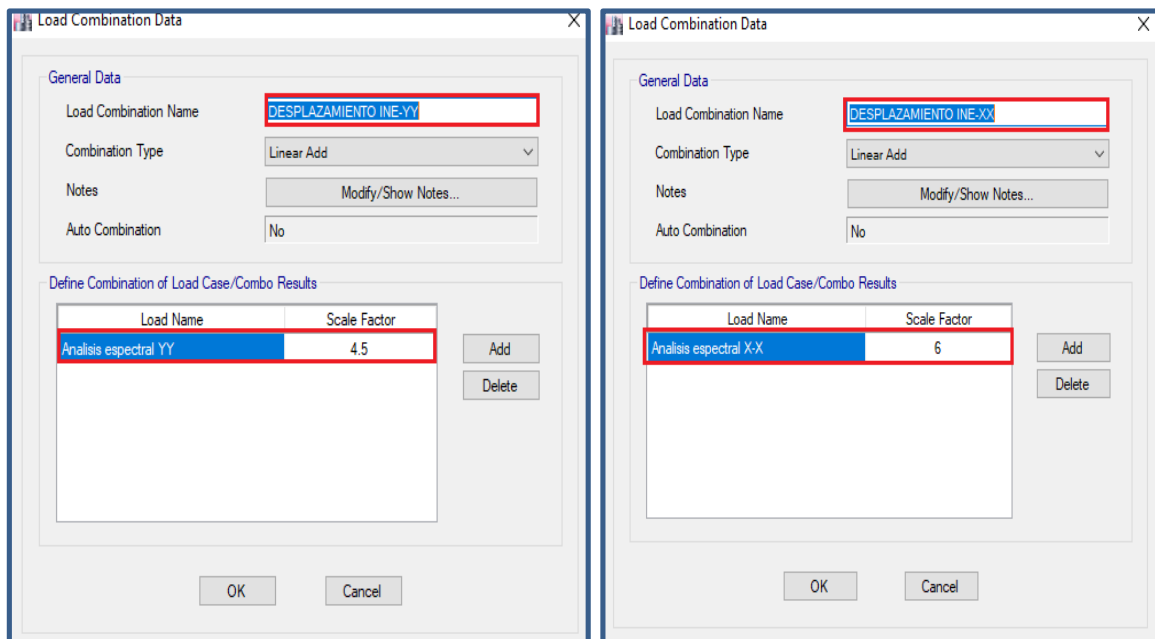 Load Combination Data
X
General Data
Load Combination Name
DESPLAZAMIENTO INE-YY
Combination Type
Linear Add
Notes
Modify/Show Notes...
Auto Combination
No
Define Combination of Load Case/Combo Results
Load Name
Scale Factor
Analisis espectral YY
4.5
Add
Delete
OK
Cancel
Load Combination Data
X
General Data
Load Combination Name
DESPLAZAMIENTO INE-XX
Combination Type
Linear Add
Notes
Modify/Show Notes...
Auto Combination
No
Define Combination of Load Case/Combo Results
Load Name
Scale Factor
Analisis espectral X-X
6
Add
Delete
OK
Cancel